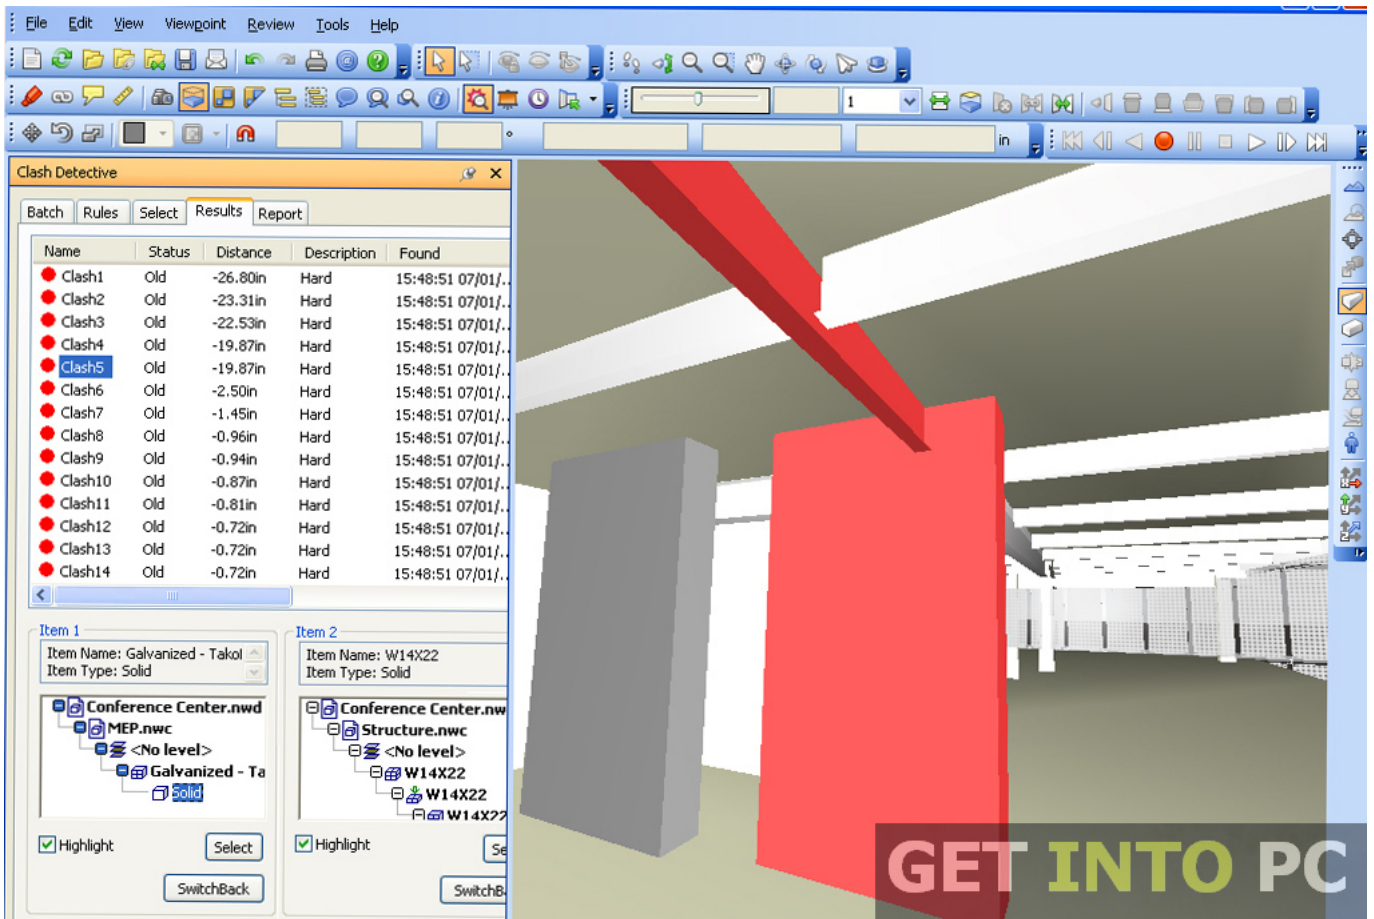 File Edit View Viewpoint Review Tools Help
1
in
Clash Detective
Batch Rules Select Results Report
Name Status Distance Description Found
Clash1 Old -26.80in Hard 15:48:51 07/01/..
Clash2 Old -23.31in Hard 15:48:51 07/01/..
Clash3 Old -22.53in Hard 15:48:51 07/01/..
Clash4 Old -19.87in Hard 15:48:51 07/01/..
Clash5 Old -19.87in Hard 15:48:51 07/01/..
Clash6 Old -2.50in Hard 15:48:51 07/01/..
Clash7 Old -1.45in Hard 15:48:51 07/01/..
Clash8 Old -0.96in Hard 15:48:51 07/01/..
Clash9 Old -0.94in Hard 15:48:51 07/01/..
Clash10 Old -0.87in Hard 15:48:51 07/01/..
Clash11 Old -0.81in Hard 15:48:51 07/01/..
Clash12 Old -0.72in Hard 15:48:51 07/01/..
Clash13 Old -0.72in Hard 15:48:51 07/01/..
Clash14 Old -0.72in Hard 15:48:51 07/01/..
Item 1
Item Name: Galvanized - Takol
Item Type: Solid
Conference Center.nwd
MEP.nwc
<No level>
Galvanized - Ta
Solid
Highlight
Select
SwitchBack
Item 2
Item Name: W14X22
Item Type: Solid
Conference Center.nw
Structure.nwc
<No level>
W14X22
W14X22
W14X22
Highlight
Se
SwitchB
GET INTO PC